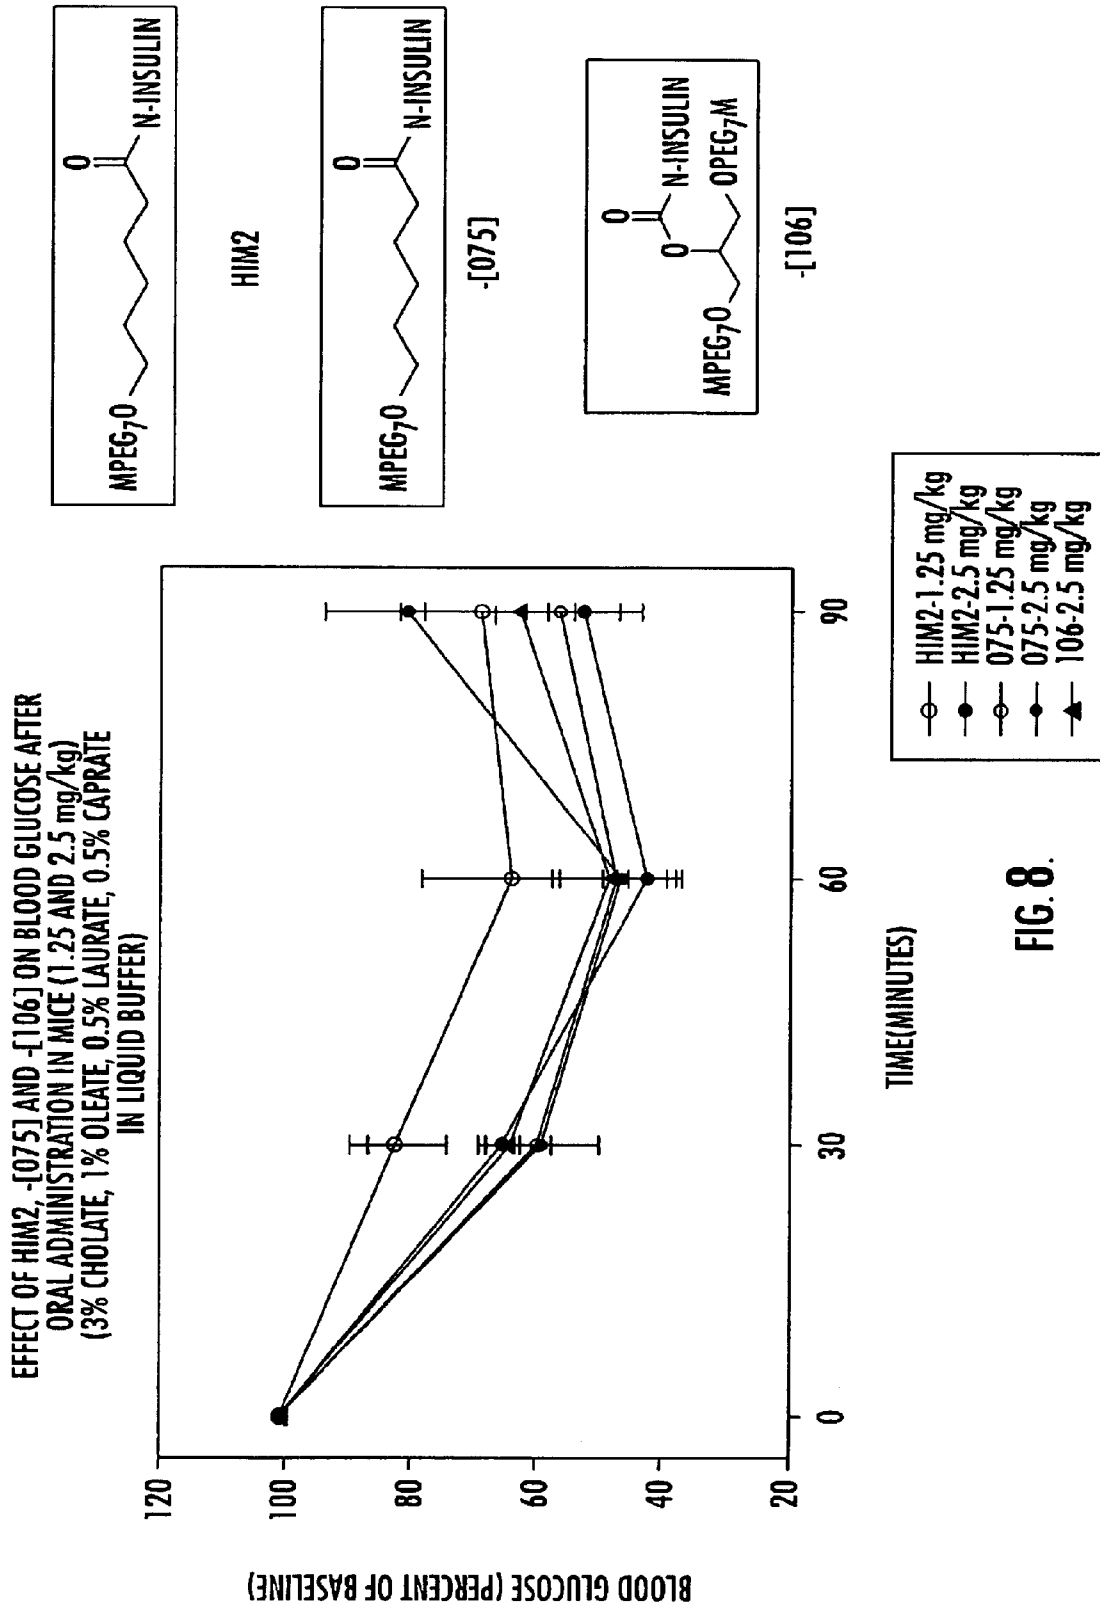 EFFECT OF HIM2, -[075] AND -[106] ON BLOOD GLUCOSE AFTER
ORAL ADMINISTRATION IN MICE (1.25 AND 2.5 mg/kg)
(3% CHOLATE, 1% OLEATE, 0.5% LAURATE, 0.5% CAPRATE
IN LIQUID BUFFER)
BLOOD GLUCOSE (PERCENT OF BASELINE)
120
100
80
60
40
20
0
30
60
90
TIME(MINUTES)
HIM2-1.25 mg/kg
HIM2-2.5 mg/kg
075-1.25 mg/kg
075-2.5 mg/kg
106-2.5 mg/kg
O
MPEG7O
N-INSULIN
HIM2
O
MPEG7O
N-INSULIN
-[075]
O
O
N-INSULIN
MPEG7O
OPEG7M
-[106]
FIG. 8.